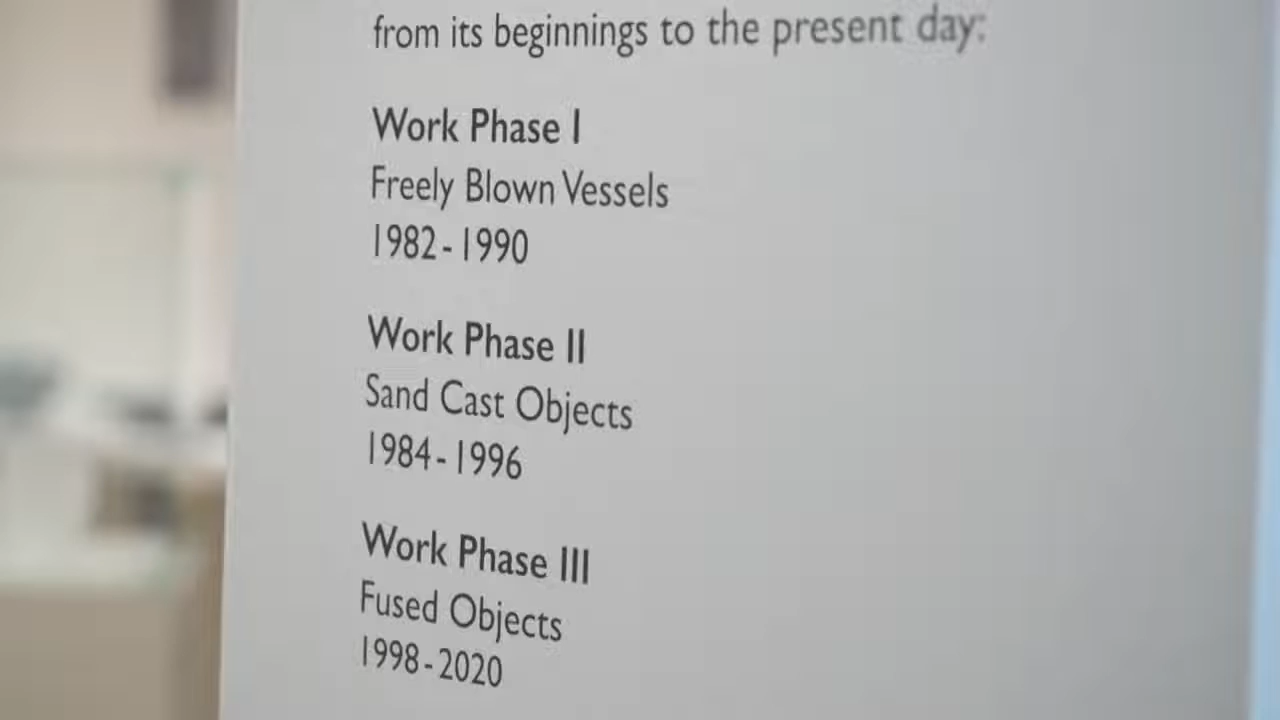 from its beginnings to the present day:
Work Phase I
Freely Blown Vessels
1982-1990
Work Phase II
Sand Cast Objects
1984-1996
Work Phase III
Fused Objects
1998-2020